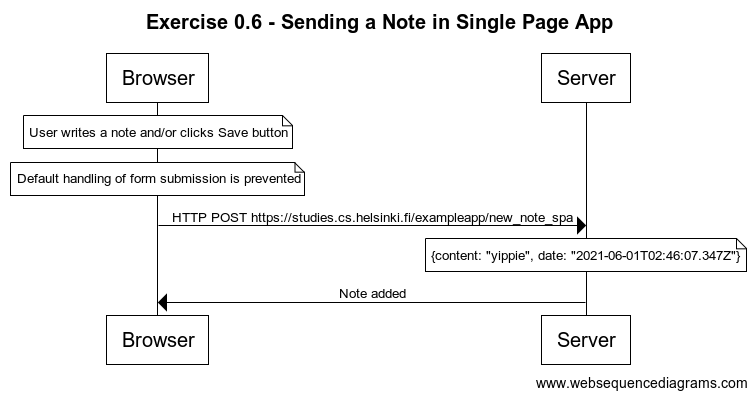 Exercise 0.6 - Sending a Note in Single Page App
Browser
Server
User writes a note and/or clicks Save button
Default handling of form submission is prevented
HTTP POST https://studies.cs.helsinki.fi/exampleapp/new_note_spa
{content: "yippie", date: "2021-06-01T02:46:07.347Z"}
Note added
Browser
Server
www.websequencediagrams.com